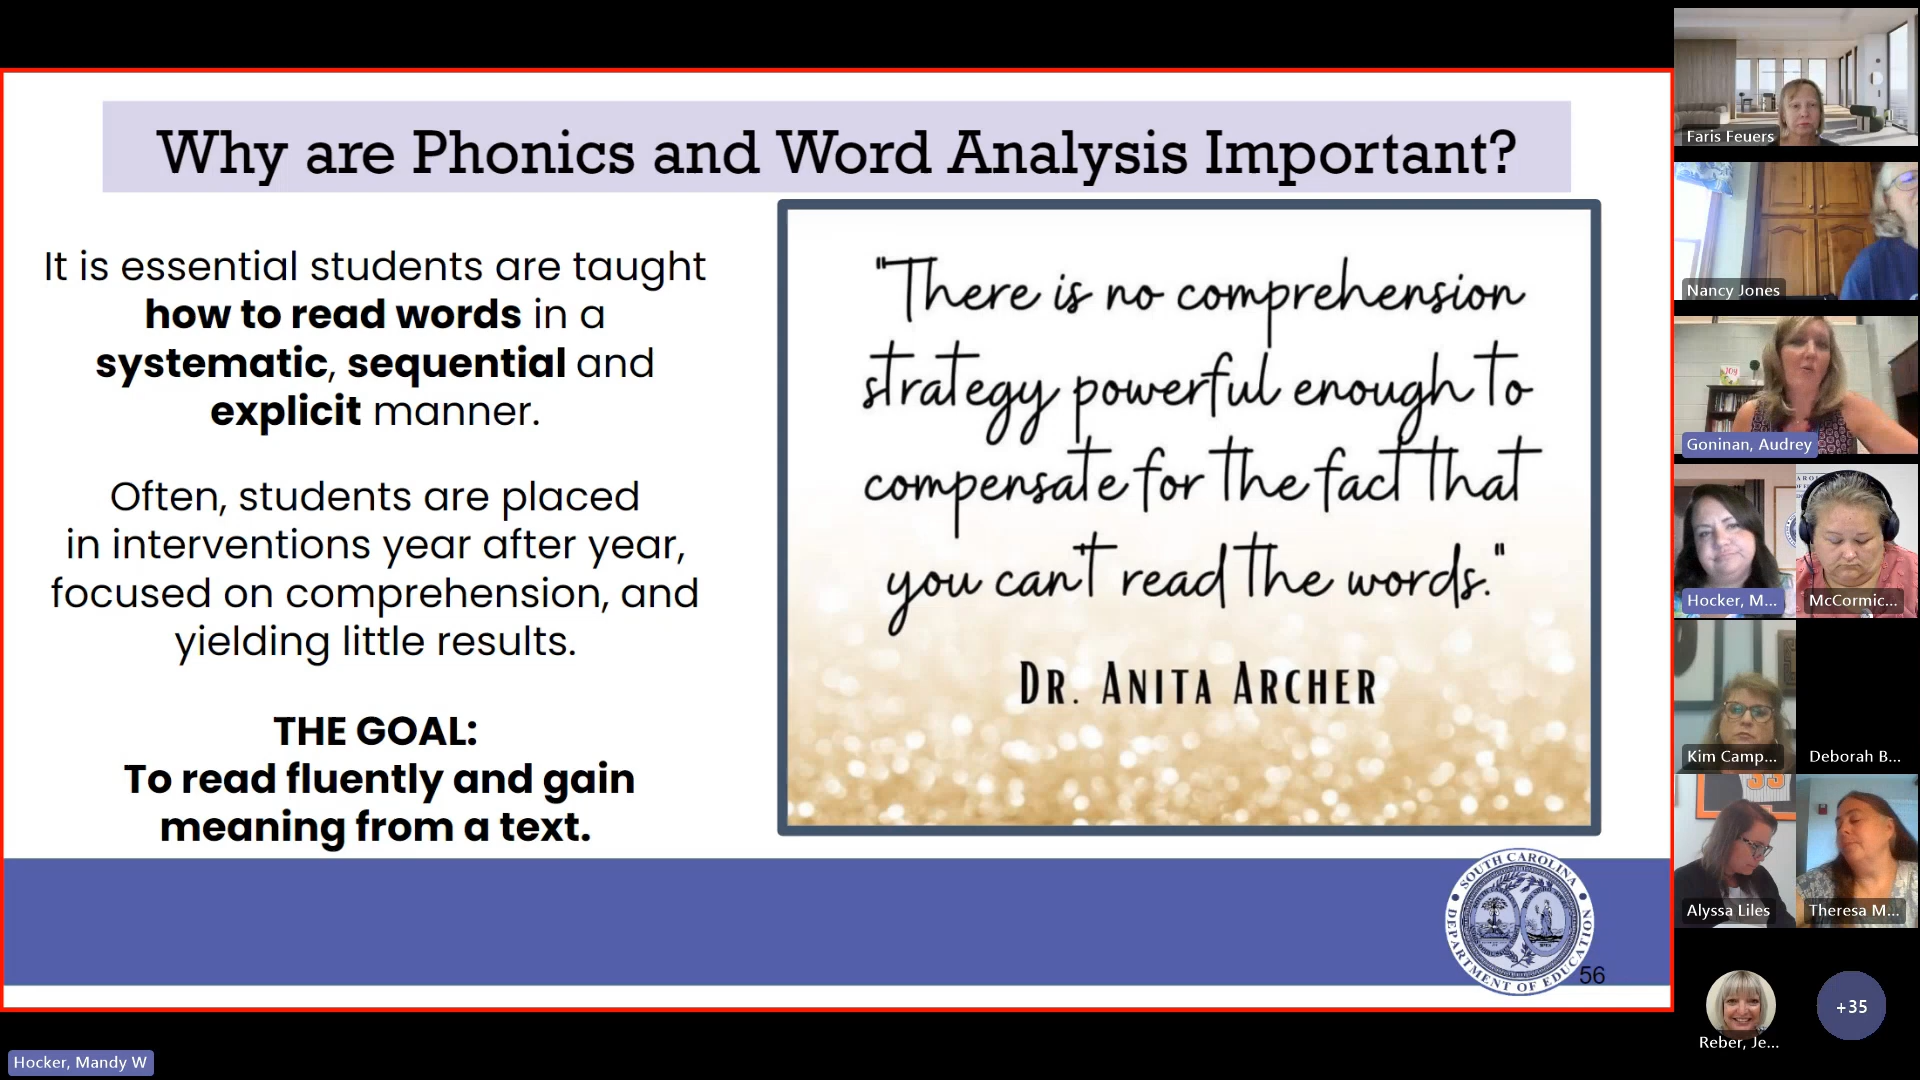 Why are Phonics and Word Analysis Important?
It is essential students are taught
how to read words in a
systematic, sequential and
explicit manner.
Often, students are placed
in interventions year after year,
focused on comprehension, and
yielding little results.
THE GOAL:
To read fluently and gain
meaning from a text.
"There is no comprehension
strategy powerful enough to
compensate for the fact that
you can't read the words."
DR. ANITA ARCHER
SOUTH CAROLINA
DEPARTMENT OF EDUCATION
56
Hocker, Mandy W
Faris Feuers
Nancy Jones
Joy
Goninan, Audrey
Hocker, M...
McCormic...
Kim Camp...
Deborah B...
33
Alyssa Liles
Theresa M...
Reber, Je...
+35